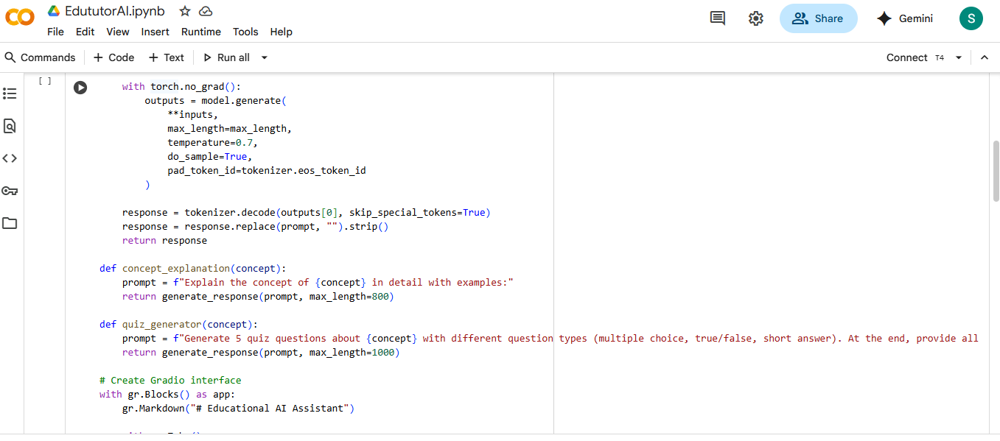 CO EdututorAI.ipynb
File Edit View Insert Runtime Tools Help
Share
Gemini
S
Commands + Code + Text Run all
Connect T4
[ ]
with torch.no_grad():
outputs = model.generate(
**inputs,
max_length=max_length,
temperature=0.7,
do_sample=True,
pad_token_id=tokenizer.eos_token_id
)
response = tokenizer.decode(outputs[0], skip_special_tokens=True)
response = response.replace(prompt, "").strip()
return response
def concept_explanation(concept):
prompt = f"Explain the concept of {concept} in detail with examples:"
return generate_response(prompt, max_length=800)
def quiz_generator(concept):
prompt = f"Generate 5 quiz questions about {concept} with different question types (multiple choice, true/false, short answer). At the end, provide all
return generate_response(prompt, max_length=1000)
# Create Gradio interface
with gr.Blocks() as app:
gr.Markdown("# Educational AI Assistant")